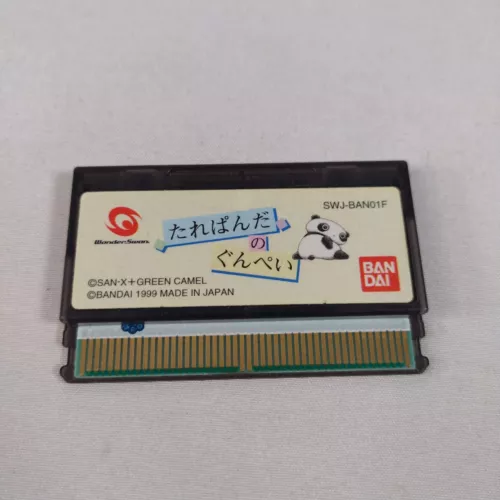 SWJ-BAN01F
WonderSwan
たれぱんだ
の
ぐんぺい
©SAN-X+GREEN CAMEL
©BANDAI 1999 MADE IN JAPAN
BAN
DAI